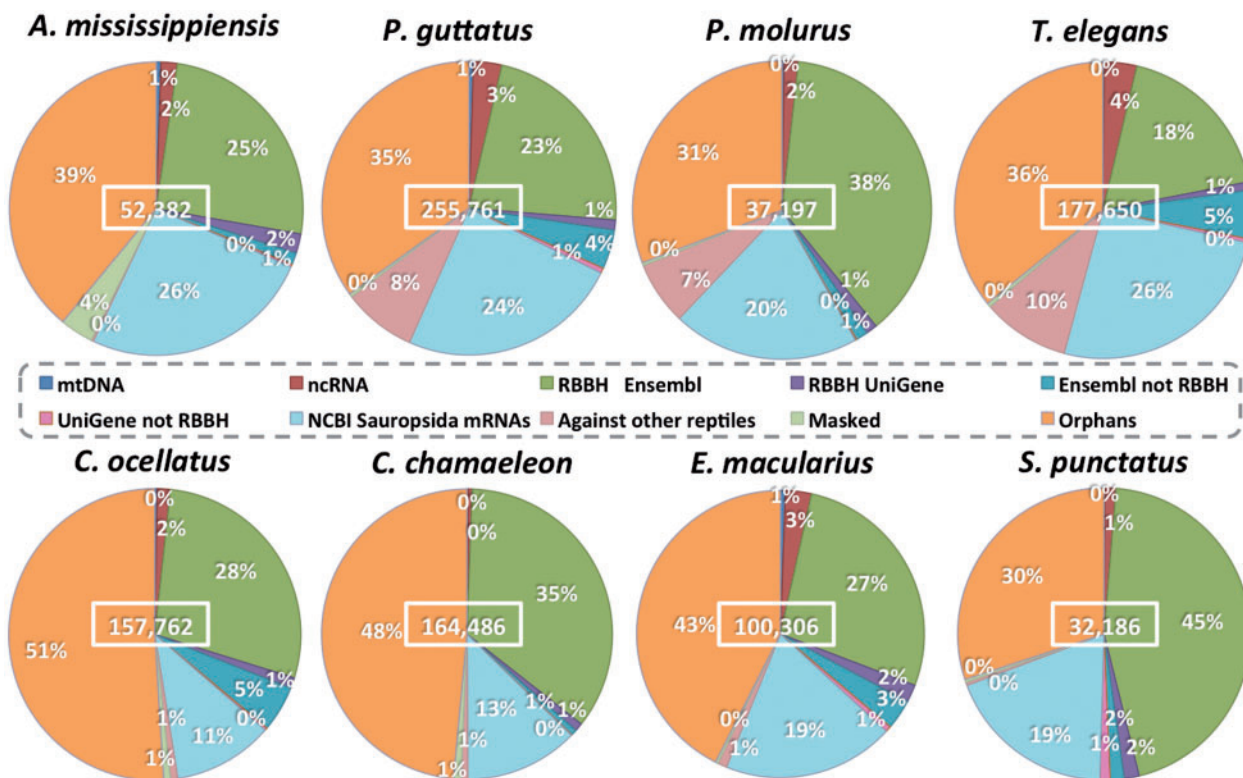 A. mississippiensis P. guttatus P. molurus T. elegans
1% 2% 25% 2% 1% 0% 26% 0% 4% 39% 52,382
1% 3% 23% 1% 4% 1% 24% 8% 0% 35% 255,761
0% 2% 38% 1% 1% 0% 20% 7% 0% 31% 37,197
0% 4% 18% 1% 5% 0% 26% 10% 0% 36% 177,650
mtDNA ncRNA RBBH Ensembl RBBH UniGene Ensembl not RBBH
UniGene not RBBH NCBI Sauropsida mRNAs Against other reptiles Masked Orphans
C. ocellatus C. chamaeleon E. macularius S. punctatus
0% 2% 28% 1% 5% 0% 11% 1% 1% 51% 157,762
0% 0% 35% 1% 1% 0% 13% 1% 1% 48% 164,486
1% 3% 27% 2% 3% 1% 19% 1% 0% 43% 100,306
0% 1% 45% 2% 2% 1% 19% 0% 0% 30% 32,186